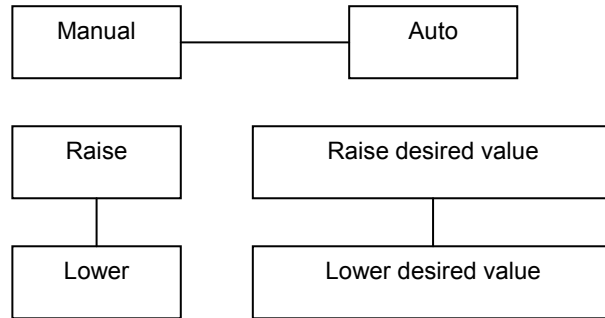 Manual
Auto
Raise
Raise desired value
Lower
Lower desired value